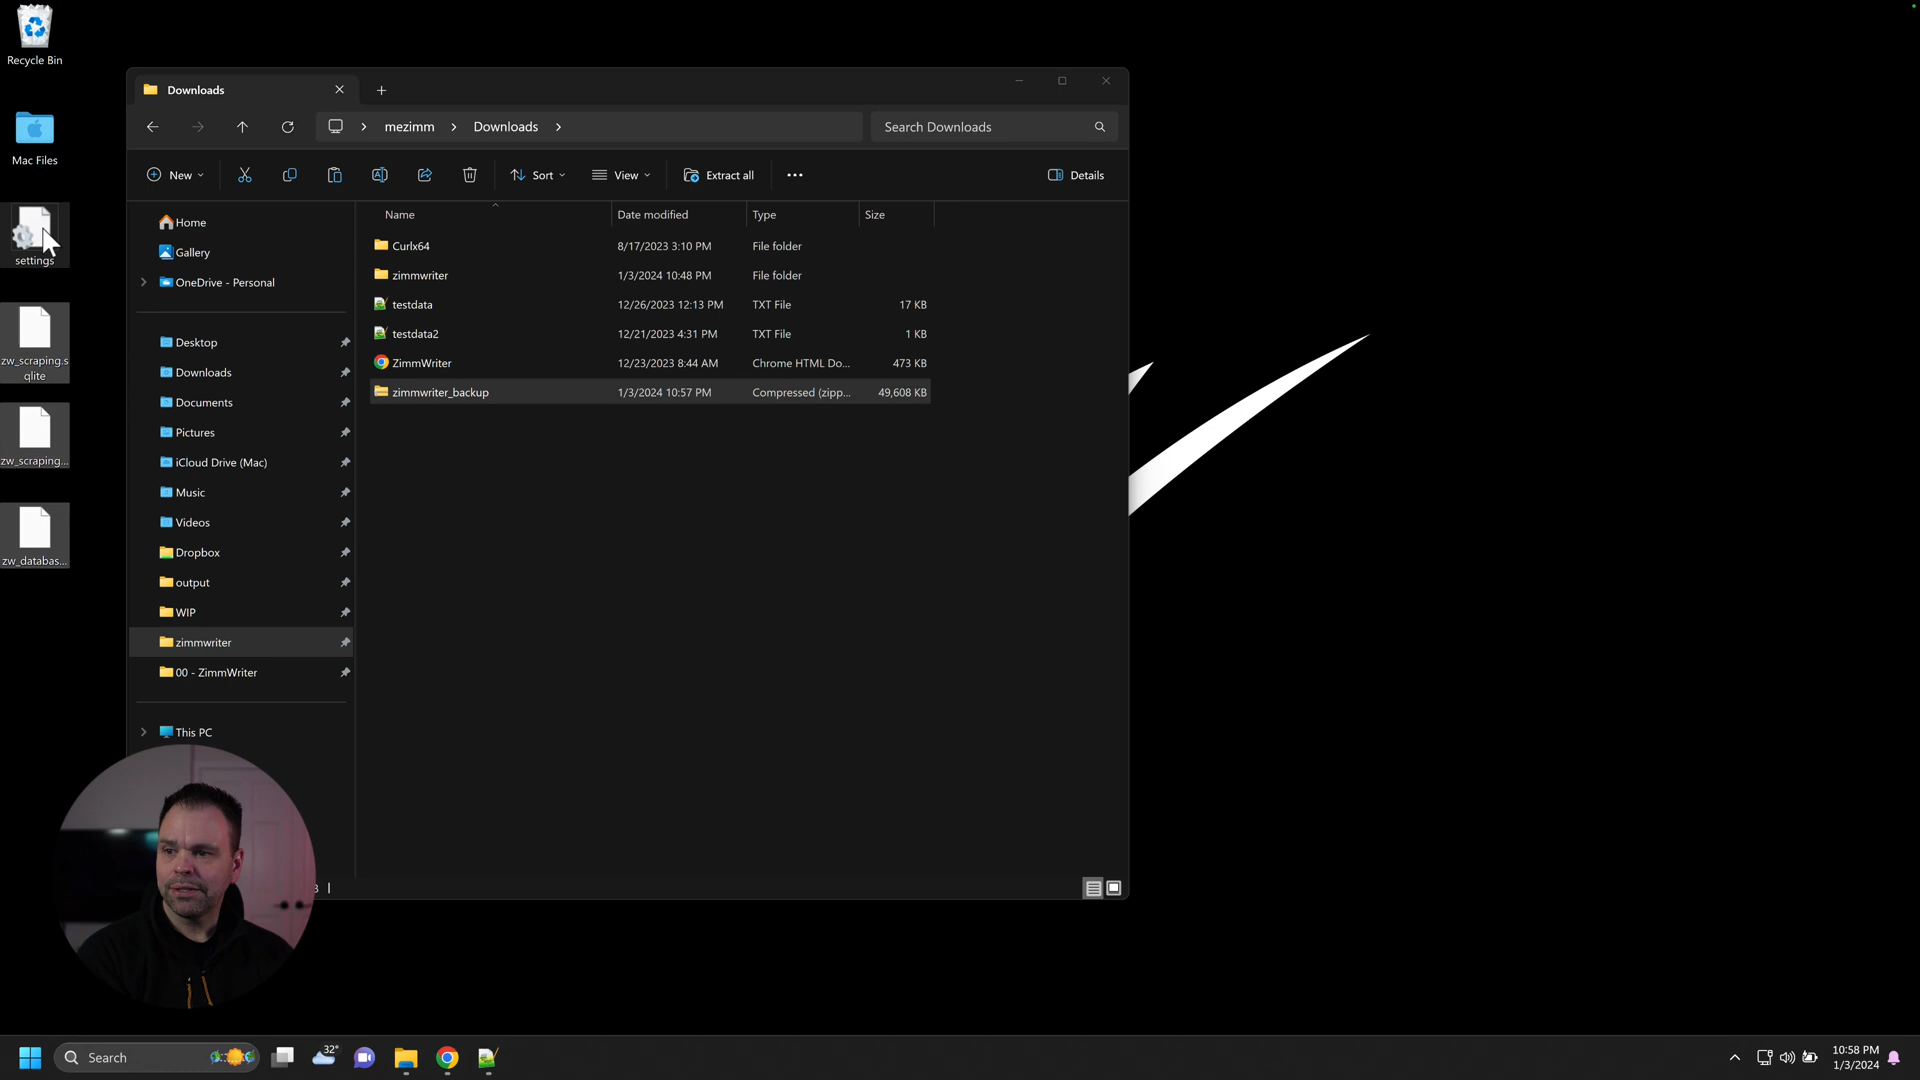 Recycle Bin
Mac Files
settings
zw_scraping.s
qlite
zw_scraping...
zw_databas...
Downloads
mezimm
Downloads
Search Downloads
New
Sort
View
Extract all
Details
Name
Date modified
Type
Size
Curlx64
8/17/2023 3:10 PM
File folder
zimmwriter
1/3/2024 10:48 PM
File folder
testdata
12/26/2023 12:13 PM
TXT File
17 KB
testdata2
12/21/2023 4:31 PM
TXT File
1 KB
ZimmWriter
12/23/2023 8:44 AM
Chrome HTML Do...
473 KB
zimmwriter_backup
1/3/2024 10:57 PM
Compressed (zipp...
49,608 KB
Home
Gallery
OneDrive - Personal
Desktop
Downloads
Documents
Pictures
iCloud Drive (Mac)
Music
Videos
Dropbox
output
WIP
zimmwriter
00 - ZimmWriter
This PC
Search
32°
10:58 PM
1/3/2024